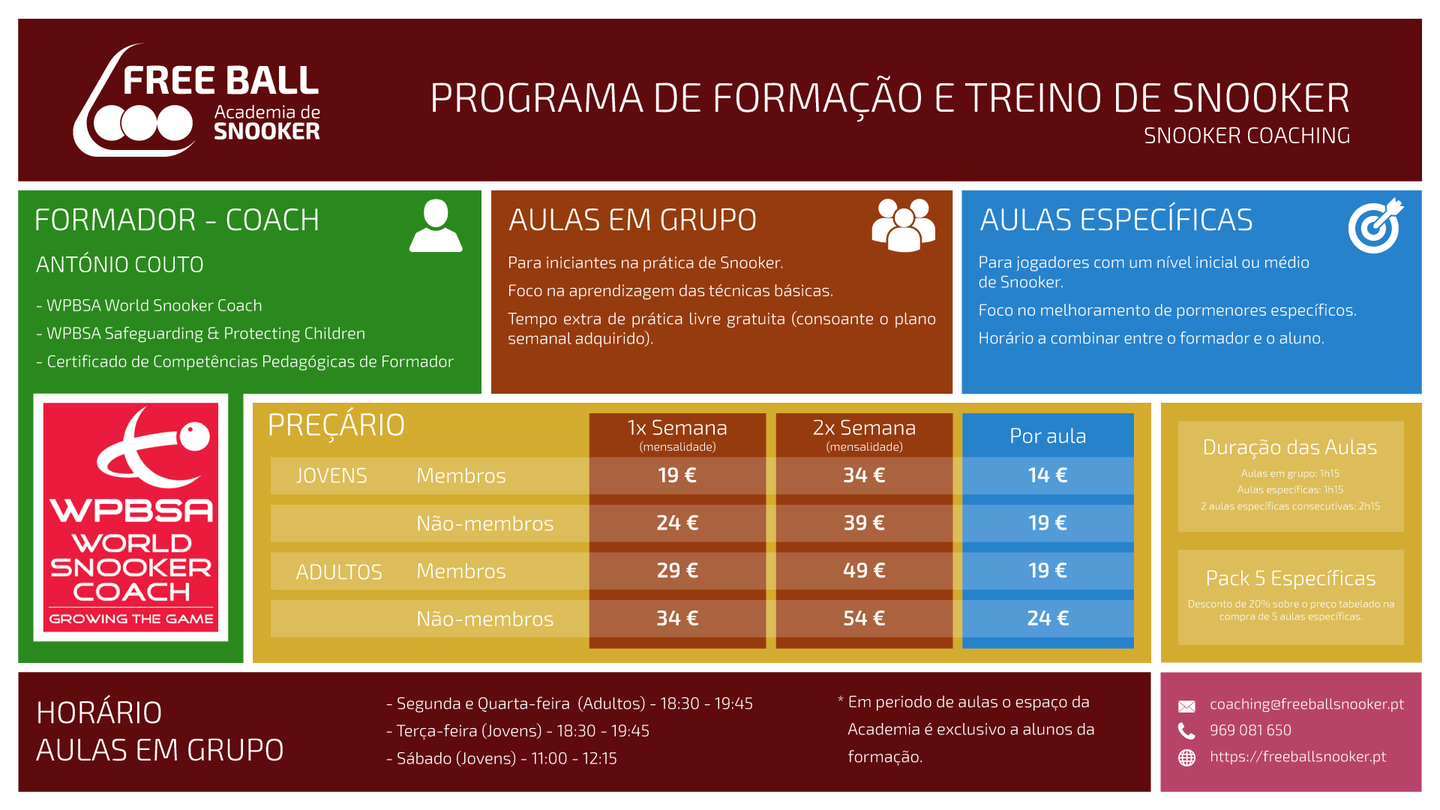 FREE BALL
Academia de
SNOOKER
PROGRAMA DE FORMAÇÃO E TREINO DE SNOOKER
SNOOKER COACHING
FORMADOR - COACH
ANTÓNIO COUTO
- WPBSA World Snooker Coach
- WPBSA Safeguarding & Protecting Children
- Certificado de Competências Pedagógicas de Formador
AULAS EM GRUPO
Para iniciantes na prática de Snooker.
Foco na aprendizagem das técnicas básicas.
Tempo extra de prática livre gratuita (consoante o plano
semanal adquirido).
AULAS ESPECÍFICAS
Para jogadores com um nível inicial ou médio
de Snooker.
Foco no melhoramento de pormenores específicos.
Horário a combinar entre o formador e o aluno.
WPBSA
WORLD
SNOOKER
COACH
GROWING THE GAME
PREÇÁRIO
1x Semana
(mensalidade)
2x Semana
(mensalidade)
Por aula
JOVENS Membros 19 € 34 € 14 €
Não-membros 24 € 39 € 19 €
ADULTOS Membros 29 € 49 € 19 €
Não-membros 34 € 54 € 24 €
Duração das Aulas
Aulas em grupo: 1h15
Aulas específicas: 1h15
2 aulas específicas consecutivas: 2h15
Pack 5 Específicas
Desconto de 20% sobre o preço tabelado na
compra de 5 aulas específicas.
HORÁRIO
AULAS EM GRUPO
- Segunda e Quarta-feira (Adultos) - 18:30 - 19:45
- Terça-feira (Jovens) - 18:30 - 19:45
- Sábado (Jovens) - 11:00 - 12:15
* Em periodo de aulas o espaço da
Academia é exclusivo a alunos da
formação.
coaching@freeballsnooker.pt
969 081 650
https://freeballsnooker.pt